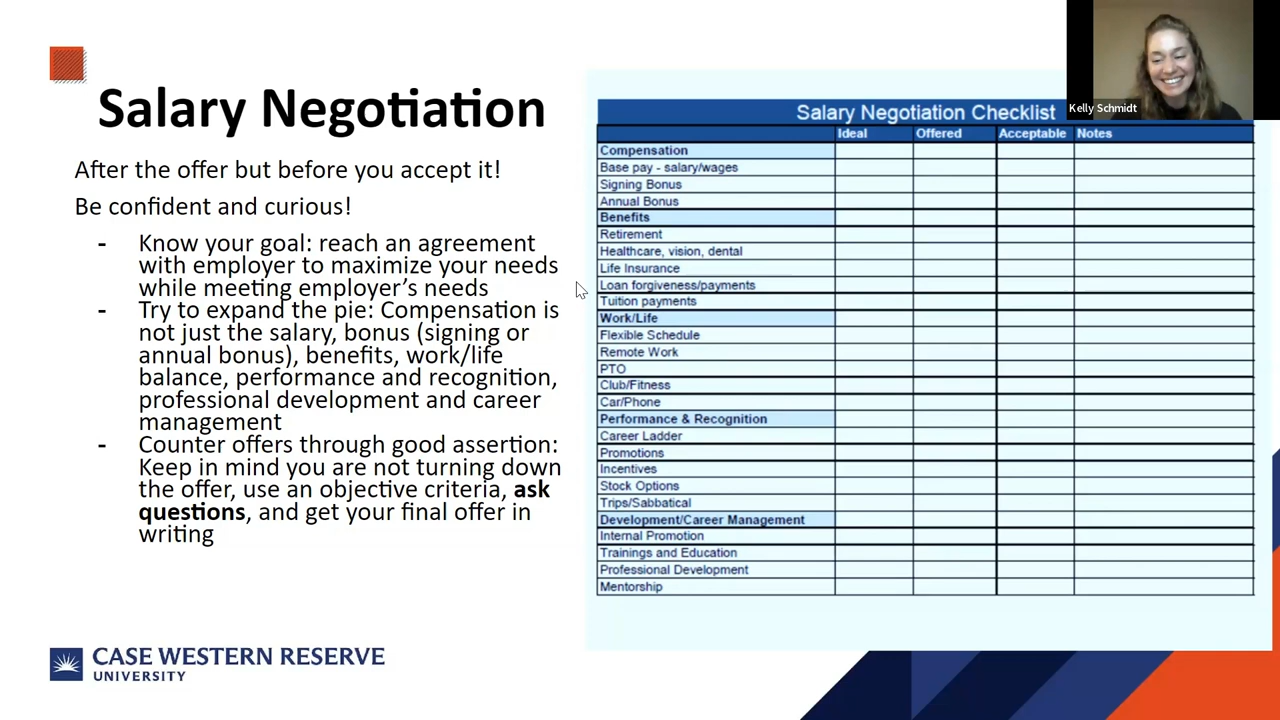 Salary Negotiation
After the offer but before you accept it!
Be confident and curious!
- Know your goal: reach an agreement
with employer to maximize your needs
while meeting employer's needs
- Try to expand the pie: Compensation is
not just the salary, bonus (signing or
annual bonus), benefits, work/life
balance, performance and recognition,
professional development and career
management
- Counter offers through good assertion:
Keep in mind you are not turning down
the offer, use an objective criteria, ask
questions, and get your final offer in
writing
CASE WESTERN RESERVE
UNIVERSITY
Kelly Schmidt
Salary Negotiation Checklist
Ideal Offered Acceptable Notes
Compensation
Base pay - salary/wages
Signing Bonus
Annual Bonus
Benefits
Retirement
Healthcare, vision, dental
Life Insurance
Loan forgiveness/payments
Tuition payments
Work/Life
Flexible Schedule
Remote Work
PTO
Club/Fitness
Car/Phone
Performance & Recognition
Career Ladder
Promotions
Incentives
Stock Options
Trips/Sabbatical
Development/Career Management
Internal Promotion
Trainings and Education
Professional Development
Mentorship